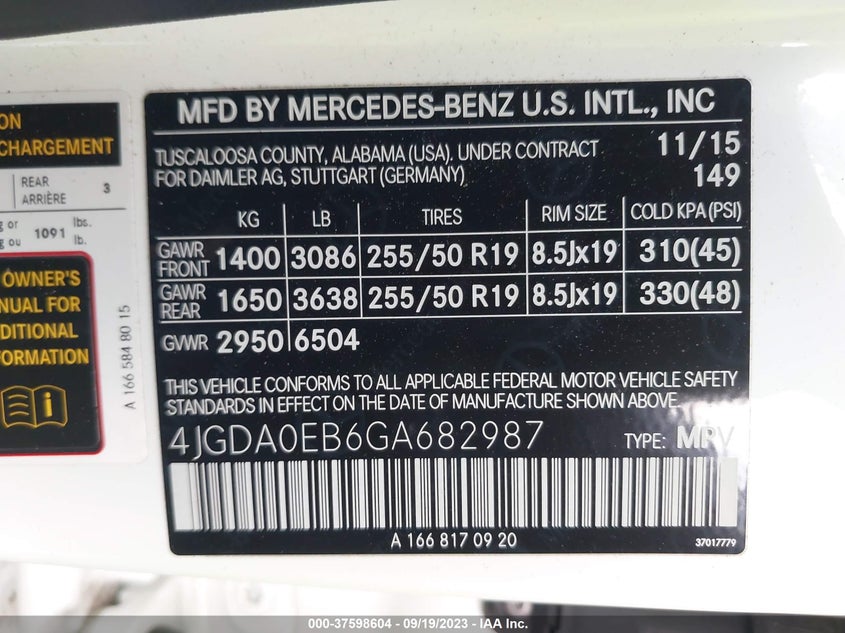 ON
CHARGEMENT
REAR
ARRIÈRE 3
g or
g ou 1091 lbs.
lb.
OWNER'S
NUAL FOR
DITIONAL
FORMATION
A 166 584 80 15
MFD BY MERCEDES-BENZ U.S. INTL., INC
TUSCALOOSA COUNTY, ALABAMA (USA). UNDER CONTRACT 11/15
FOR DAIMLER AG, STUTTGART (GERMANY) 149
KG LB TIRES RIM SIZE COLD KPA (PSI)
GAWR FRONT 1400 3086 255/50 R19 8.5Jx19 310(45)
GAWR REAR 1650 3638 255/50 R19 8.5Jx19 330(48)
GVWR 2950 6504
THIS VEHICLE CONFORMS TO ALL APPLICABLE FEDERAL MOTOR VEHICLE SAFETY
STANDARDS IN EFFECT ON THE DATE OF MANUFACTURE SHOWN ABOVE.
4JGDA0EB6GA682987 TYPE: MPV
A 166 817 09 20
37017779
000-37598604 - 09/19/2023 - IAAI.COM